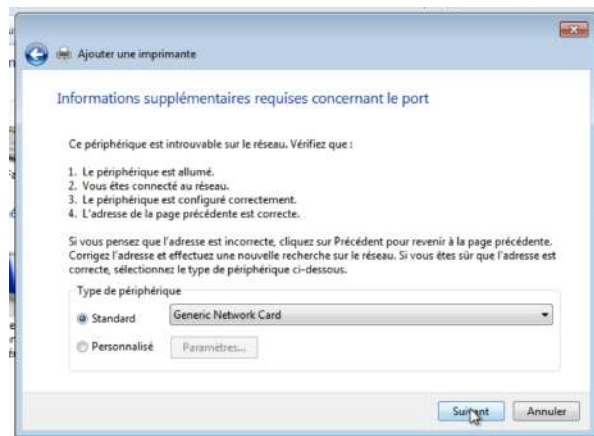 Ajouter une imprimante
Informations supplémentaires requises concernant le port
Ce périphérique est introuvable sur le réseau. Vérifiez que :
1. Le périphérique est allumé.
2. Vous êtes connecté au réseau.
3. Le périphérique est configuré correctement.
4. L'adresse de la page précédente est correcte.
Si vous pensez que l'adresse est incorrecte, cliquez sur Précédent pour revenir à la page précédente.
Corrigez l'adresse et effectuez une nouvelle recherche sur le réseau. Si vous êtes sûr que l'adresse est
correcte, sélectionnez le type de périphérique ci-dessous.
Type de périphérique
Standard Generic Network Card
Personnalisé Paramètres...
Suivant Annuler